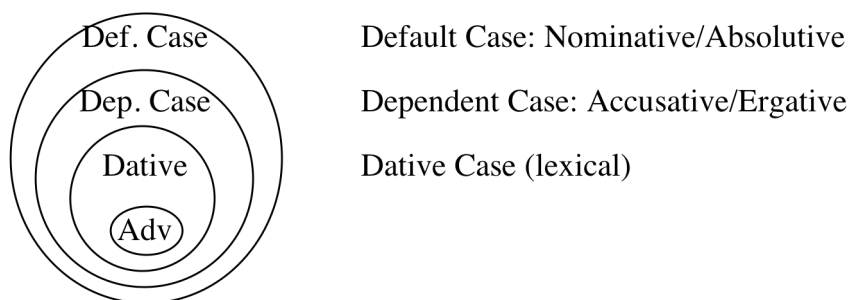 Def. Case Default Case: Nominative/Absolutive
Dep. Case Dependent Case: Accusative/Ergative
Dative Dative Case (lexical)
Adv